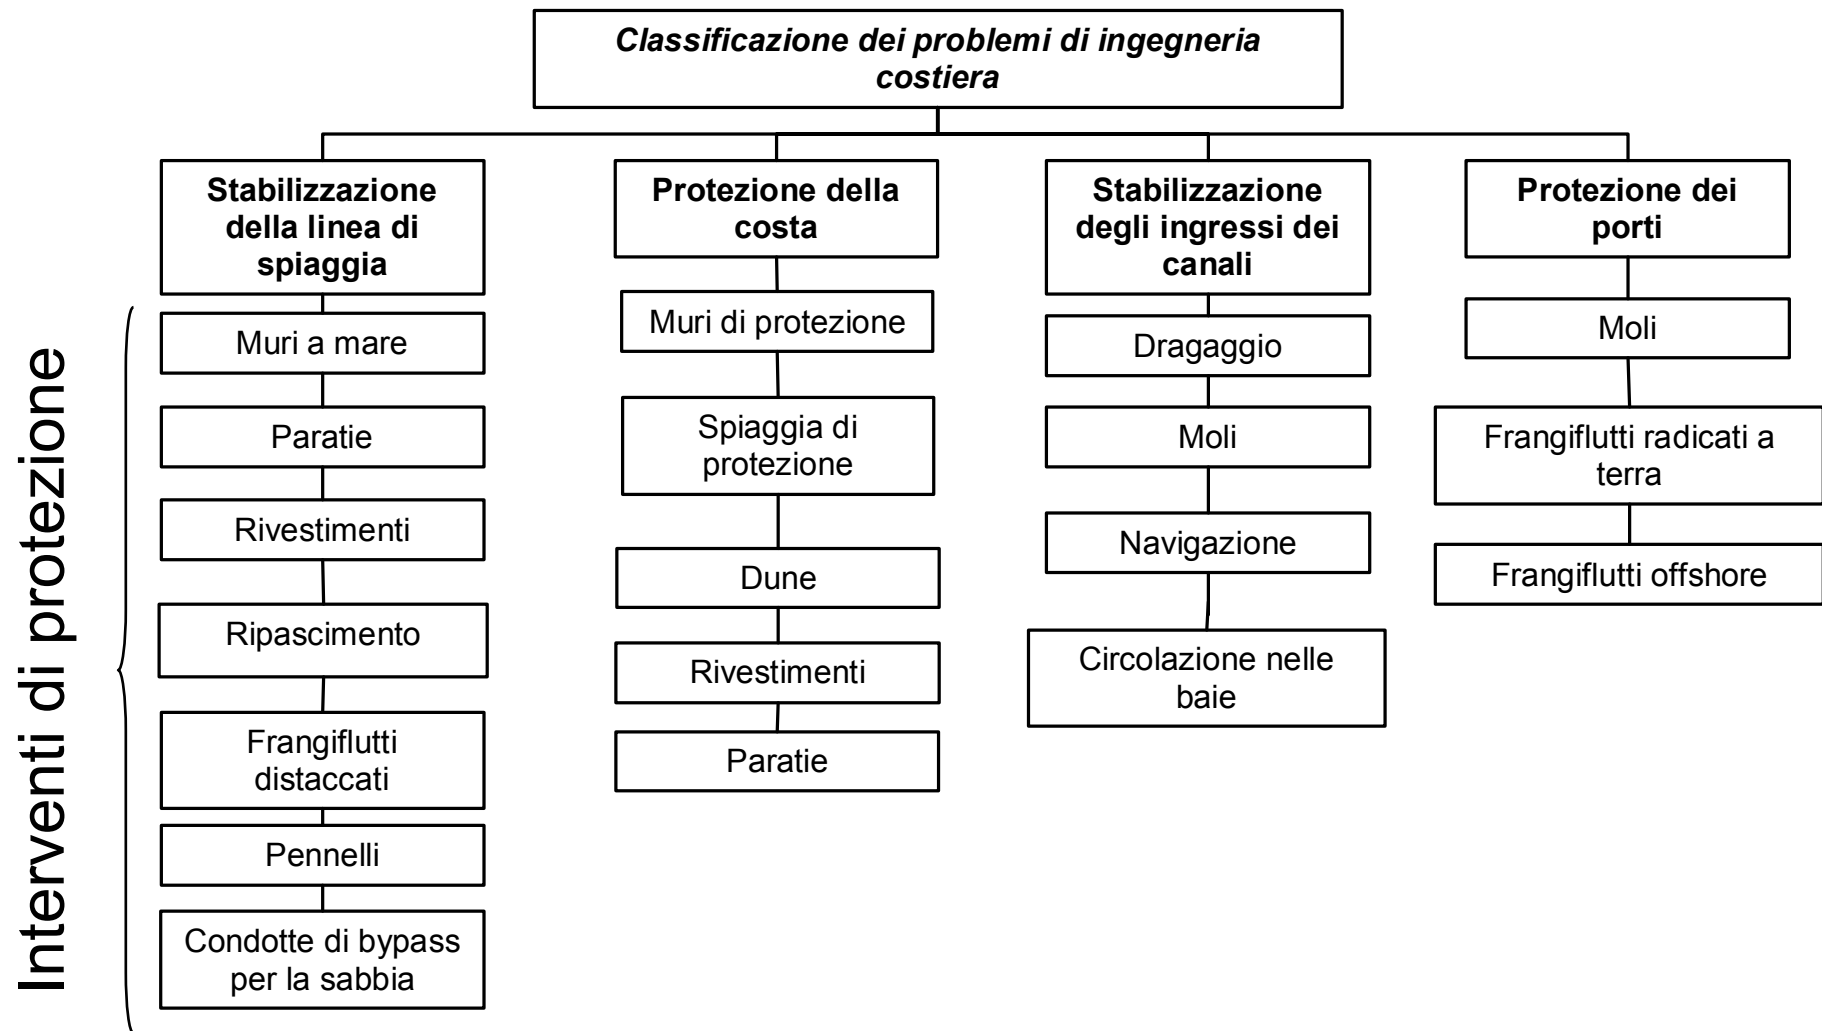 Classificazione dei problemi di ingegneria
costiera
Stabilizzazione
della linea di
spiaggia
Protezione della
costa
Stabilizzazione
degli ingressi dei
canali
Protezione dei
porti
Interventi di protezione
Muri a mare
Paratie
Rivestimenti
Ripascimento
Frangiflutti
distaccati
Pennelli
Condotte di bypass
per la sabbia
Muri di protezione
Spiaggia di
protezione
Dune
Rivestimenti
Paratie
Dragaggio
Moli
Navigazione
Circolazione nelle
baie
Moli
Frangiflutti radicati a
terra
Frangiflutti offshore